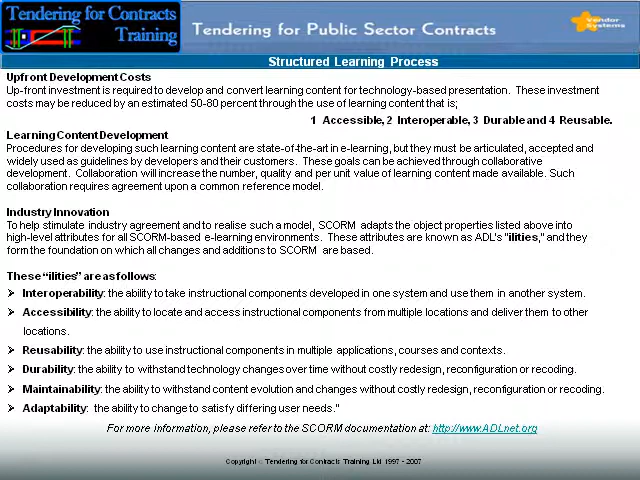 Tendering for Contracts
Training
Tendering for Public Sector Contracts
Vendor
Systems
Structured Learning Process
Upfront Development Costs
Up-front investment is required to develop and convert learning content for technology-based presentation. These investment
costs may be reduced by an estimated 50-80 percent through the use of learning content that is;
1 Accessible, 2 Interoperable, 3 Durable and 4 Reusable.
Learning Content Development
Procedures for developing such learning content are state-of-the-art in e-learning, but they must be articulated, accepted and
widely used as guidelines by developers and their customers. These goals can be achieved through collaborative
development. Collaboration will increase the number, quality and per unit value of learning content made available. Such
collaboration requires agreement upon a common reference model.
Industry Innovation
To help stimulate industry agreement and to realise such a model, SCORM adapts the object properties listed above into
high-level attributes for all SCORM-based e-learning environments. These attributes are known as ADL's "ilities," and they
form the foundation on which all changes and additions to SCORM are based.
These “ilities” are as follows:
➢ Interoperability: the ability to take instructional components developed in one system and use them in another system.
➢ Accessibility: the ability to locate and access instructional components from multiple locations and deliver them to other
locations.
➢ Reusability: the ability to use instructional components in multiple applications, courses and contexts.
➢ Durability: the ability to withstand technology changes over time without costly redesign, reconfiguration or recoding.
➢ Maintainability: the ability to withstand content evolution and changes without costly redesign, reconfiguration or recoding.
➢ Adaptability: the ability to change to satisfy differing user needs."
For more information, please refer to the SCORM documentation at: http://www.ADLnet.org
Copyright © Tendering for Contracts Training Ltd 1997 - 2007